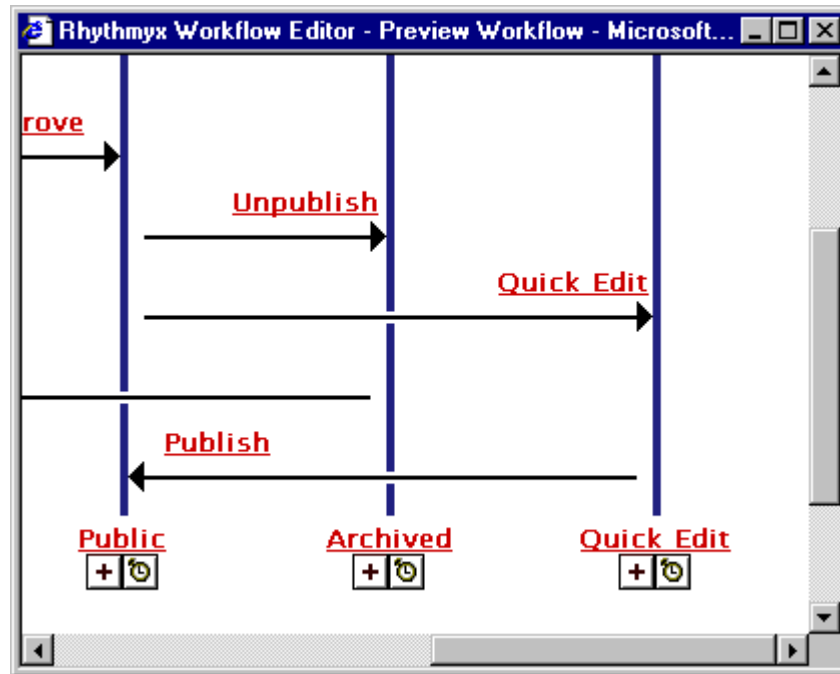 Rhythmyx Workflow Editor - Preview Workflow - Microsoft...
rove
Unpublish
Quick Edit
Publish
Public Archived Quick Edit